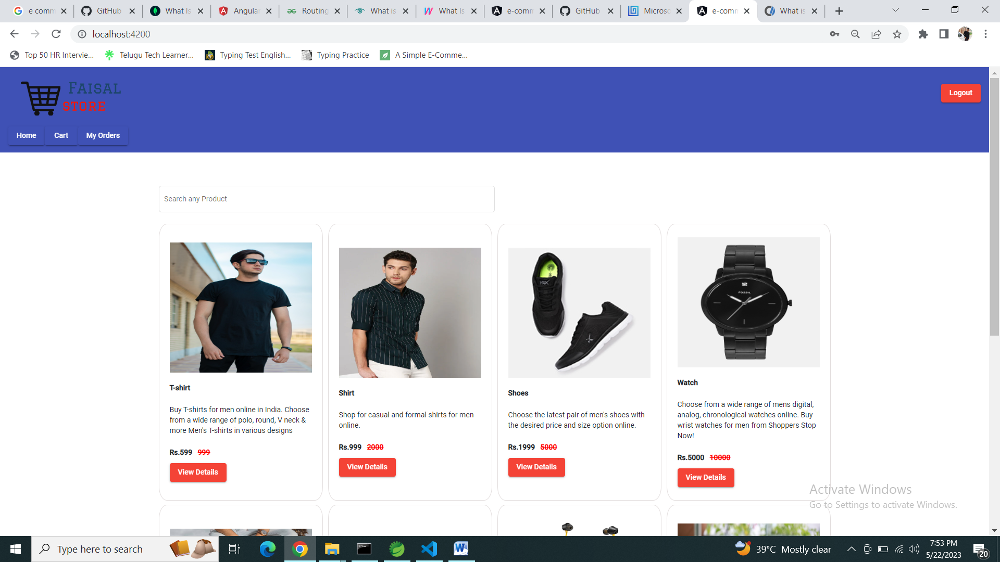 e comm
GitHub
What Is
Angular
Routing
What is
What Is
e-comm
GitHub
Microsc
e-comm
What is
localhost:4200
Top 50 HR Intervie...
Telugu Tech Learner...
Typing Test English...
Typing Practice
A Simple E-Comme...
Faisal
STORE
Logout
Home Cart My Orders
Search any Product
T-shirt
Buy T-shirts for men online in India. Choose
from a wide range of polo, round, V neck &
more Men's T-shirts in various designs
Rs.599 999
View Details
Shirt
Shop for casual and formal shirts for men
online.
Rs.999 2000
View Details
Shoes
Choose the latest pair of men's shoes with
the desired price and size option online.
Rs.1999 5000
View Details
FOSSIL
Watch
Choose from a wide range of mens digital,
analog, chronological watches online. Buy
wrist watches for men from Shoppers Stop
Now!
Rs.5000 10000
View Details
Activate Windows
Go to Settings to activate Windows.
Type here to search
39°C Mostly clear
7:53 PM
5/22/2023
20